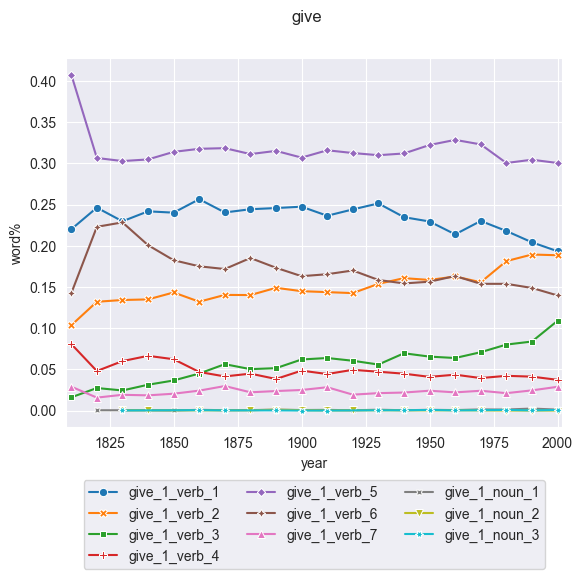 give
0.40
0.35
0.30
0.25
0.20
0.15
0.10
0.05
0.00
word%
1825 1850 1875 1900 1925 1950 1975 2000
year
give_1_verb_1 give_1_verb_5 give_1_noun_1
give_1_verb_2 give_1_verb_6 give_1_noun_2
give_1_verb_3 give_1_verb_7 give_1_noun_3
give_1_verb_4